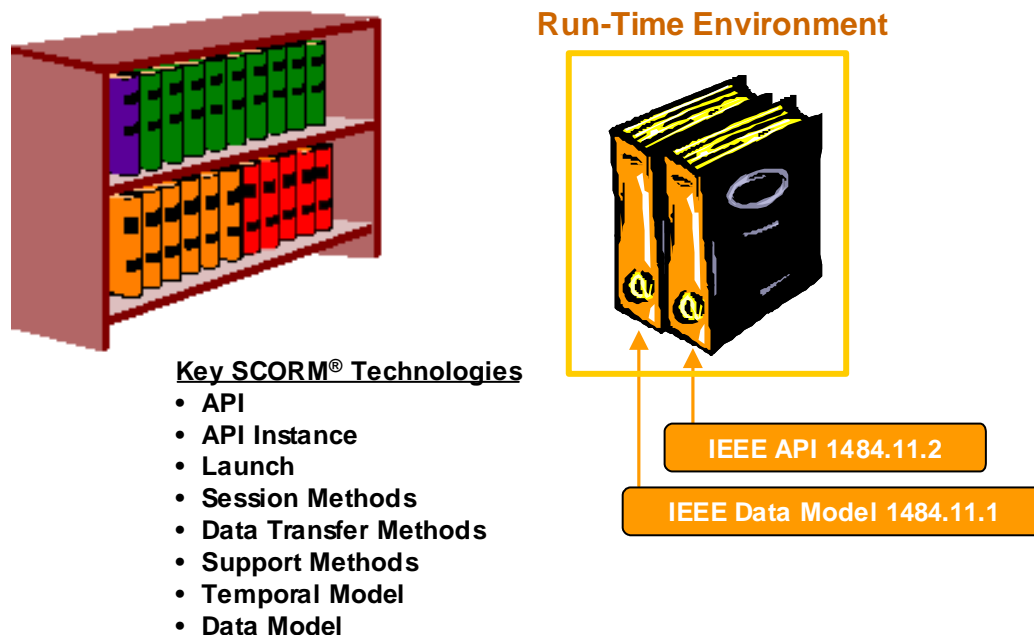 Run-Time Environment
Key SCORM® Technologies
• API
• API Instance
• Launch
• Session Methods
• Data Transfer Methods
• Support Methods
• Temporal Model
• Data Model
IEEE API 1484.11.2
IEEE Data Model 1484.11.1